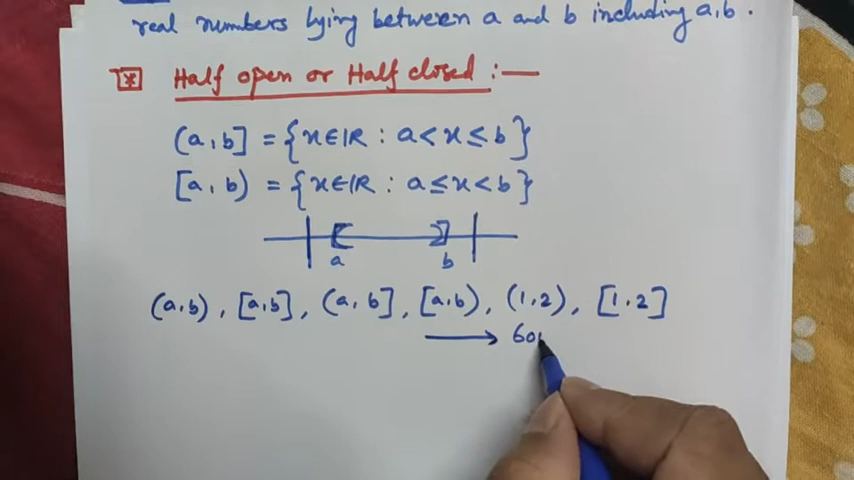 real numbers lying between a and b including a,b.
* Half open or Half closed :—
(a,b] = {x∈ℝ : a<x≤b}
[a,b) = {x∈ℝ : a≤x<b}
a b
(a,b), [a,b], (a,b], [a,b), (1,2), [1,2]
→